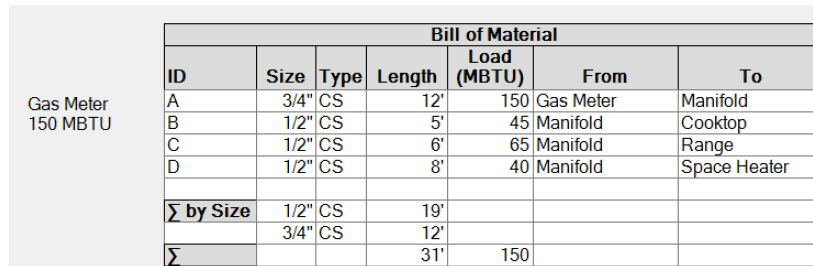 Bill of Material
ID Size Type Length Load (MBTU) From To
Gas Meter
150 MBTU
A 3/4" CS 12' 150 Gas Meter Manifold
B 1/2" CS 5' 45 Manifold Cooktop
C 1/2" CS 6' 65 Manifold Range
D 1/2" CS 8' 40 Manifold Space Heater
∑ by Size 1/2" CS 19'
3/4" CS 12'
∑ 31' 150